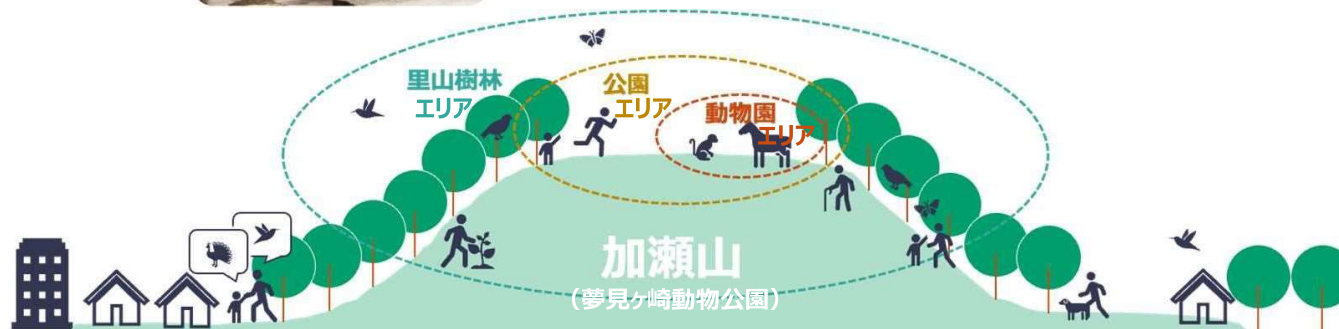 里山樹林
エリア
公園
エリア
動物園
エリア
加瀬山
（夢見ヶ崎動物公園）